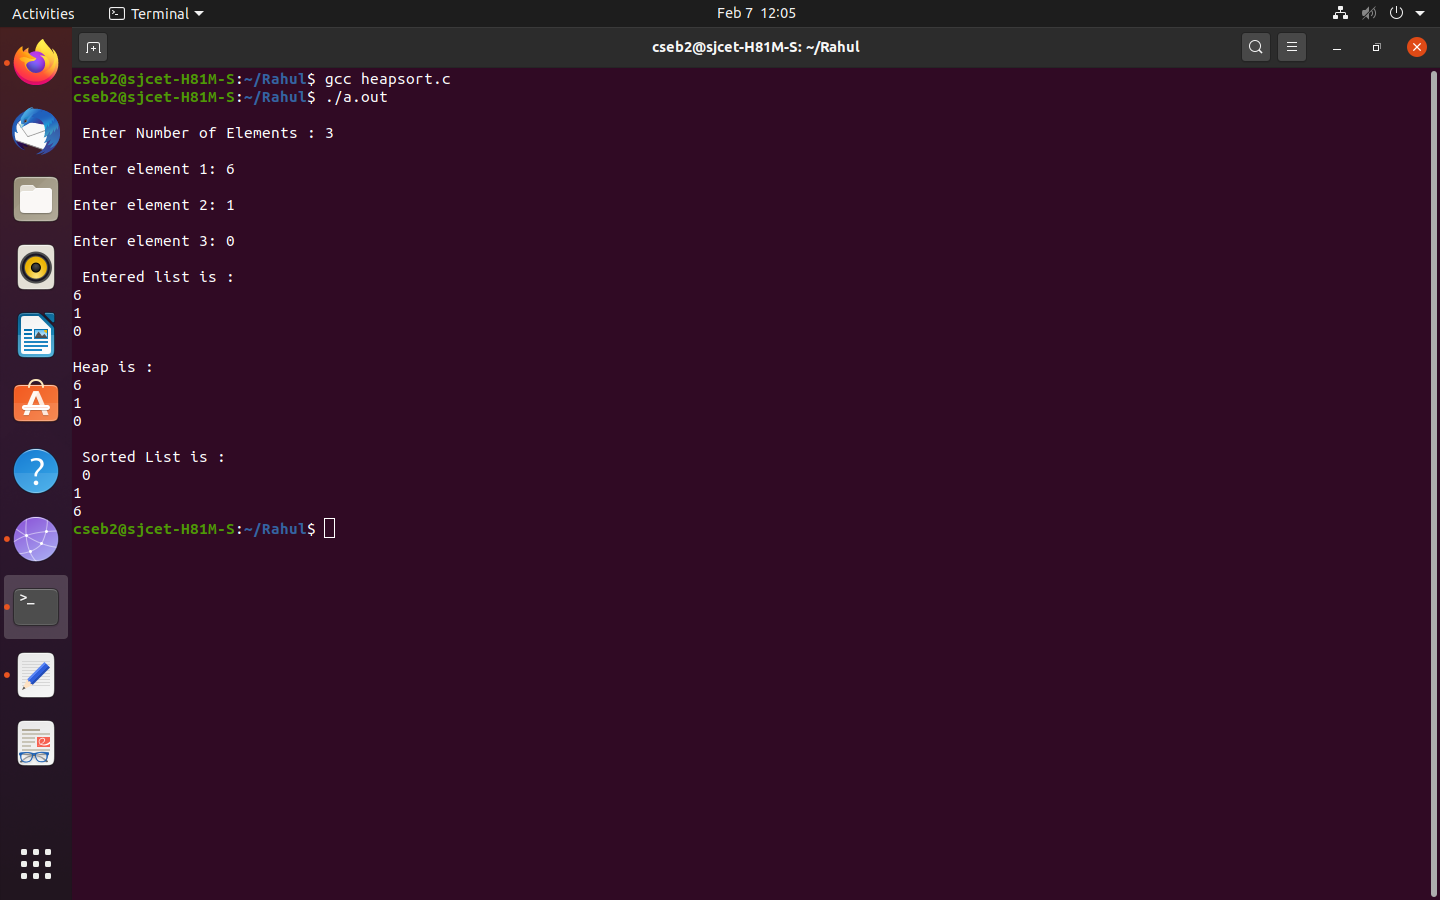 Activities
Terminal
Feb 7 12:05
cseb2@sjcet-H81M-S: ~/Rahul
cseb2@sjcet-H81M-S:~/Rahul$ gcc heapsort.c
cseb2@sjcet-H81M-S:~/Rahul$ ./a.out
Enter Number of Elements : 3
Enter element 1: 6
Enter element 2: 1
Enter element 3: 0
Entered list is :
6
1
0
Heap is :
6
1
0
Sorted List is :
0
1
6
cseb2@sjcet-H81M-S:~/Rahul$